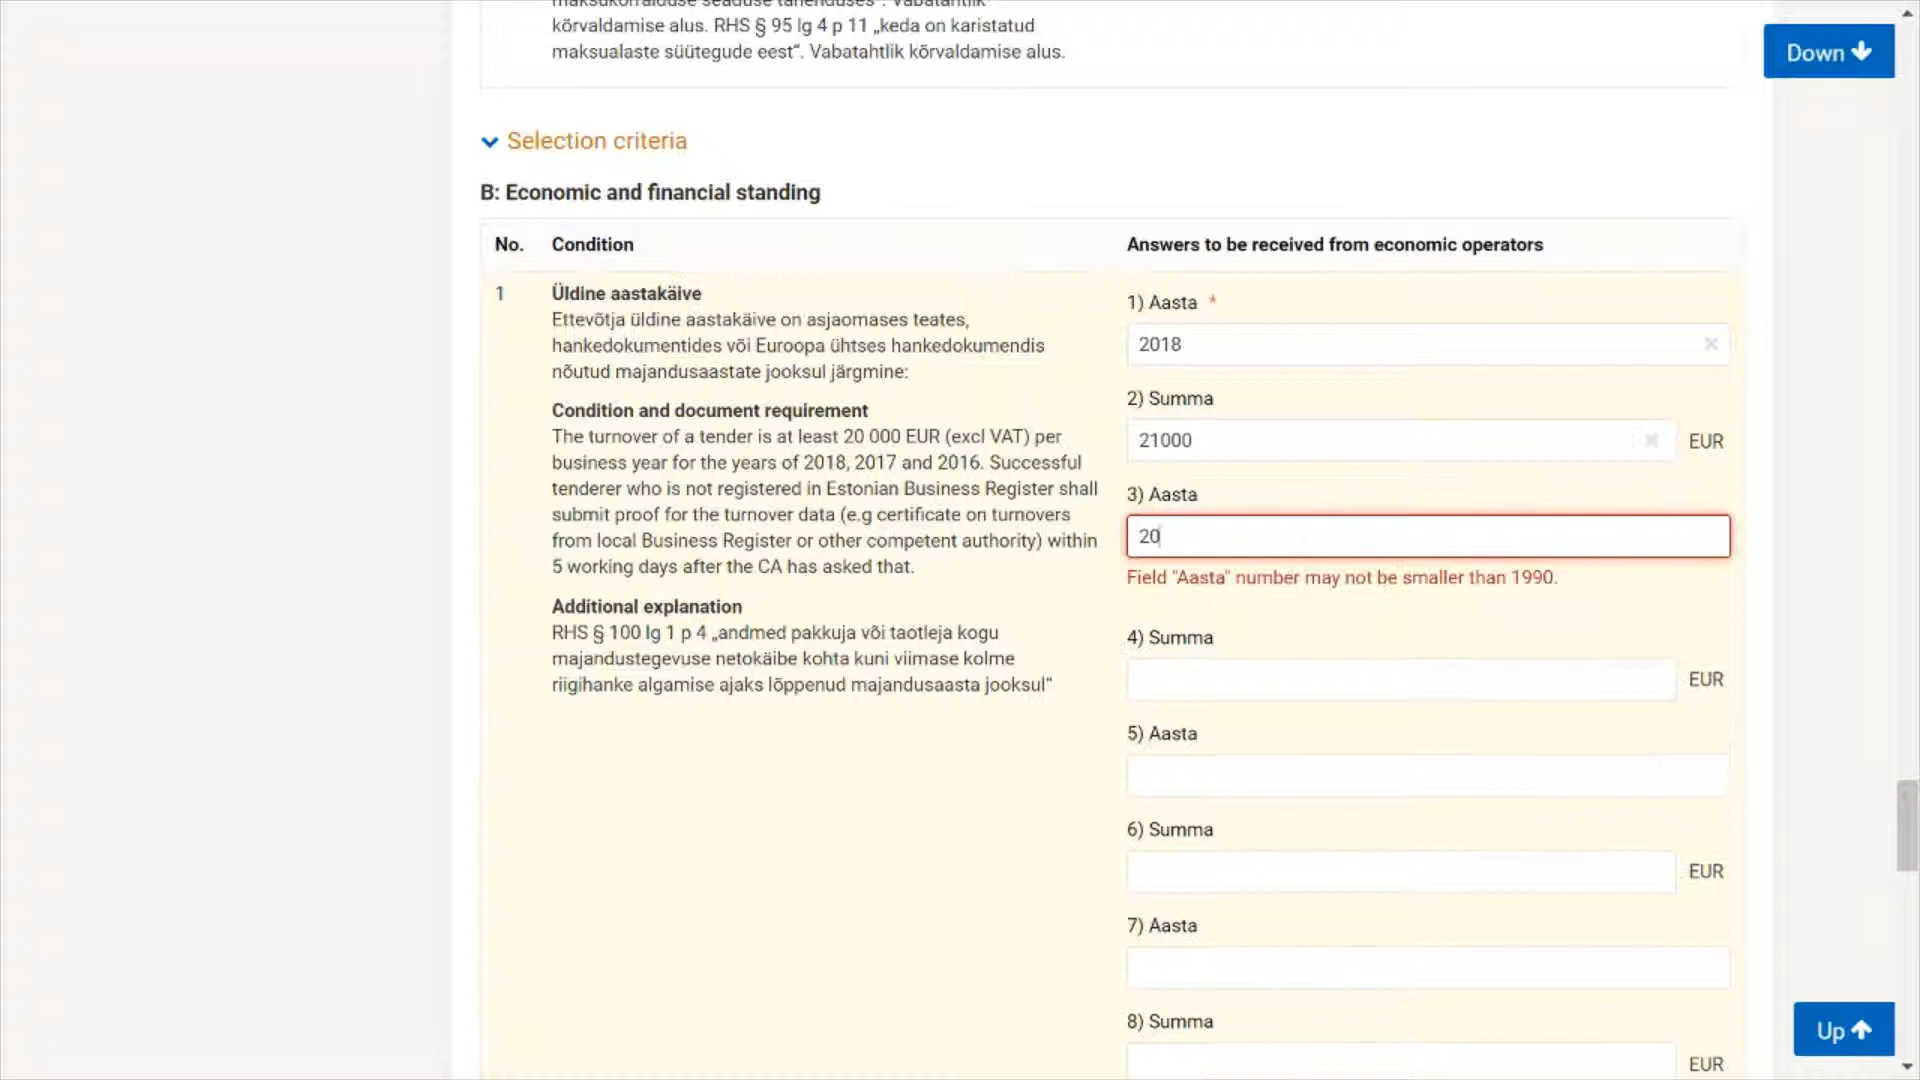 maksukorralduse seaduse tähenduses“. Vabatahtlik
kõrvaldamise alus. RHS § 95 lg 4 p 11 „keda on karistatud
maksualaste süütegude eest“. Vabatahtlik kõrvaldamise alus.
Down
Selection criteria
B: Economic and financial standing
No. Condition Answers to be received from economic operators
1
Üldine aastakäive
Ettevõtja üldine aastakäive on asjaomases teates,
hankedokumentides või Euroopa ühtses hankedokumendis
nõutud majandusaastate jooksul järgmine:
Condition and document requirement
The turnover of a tender is at least 20 000 EUR (excl VAT) per
business year for the years of 2018, 2017 and 2016. Successful
tenderer who is not registered in Estonian Business Register shall
submit proof for the turnover data (e.g certificate on turnovers
from local Business Register or other competent authority) within
5 working days after the CA has asked that.
Additional explanation
RHS § 100 lg 1 p 4 „andmed pakkuja või taotleja kogu
majandustegevuse netokäibe kohta kuni viimase kolme
riigihanke algamise ajaks lõppenud majandusaasta jooksul“
1) Aasta *
2018
2) Summa
21000 EUR
3) Aasta
20
Field "Aasta" number may not be smaller than 1990.
4) Summa
EUR
5) Aasta
6) Summa
EUR
7) Aasta
8) Summa
EUR
Up